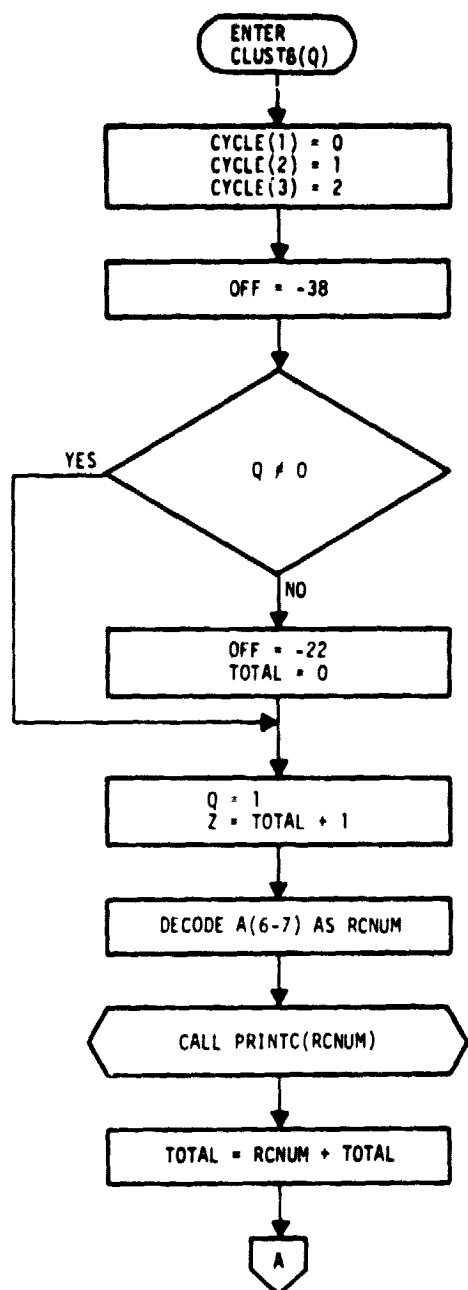 ENTER
CLUST8(Q)
CYCLE(1) = 0
CYCLE(2) = 1
CYCLE(3) = 2
OFF = -38
Q ≠ 0
YES
NO
OFF = -22
TOTAL = 0
Q = 1
Z = TOTAL + 1
DECODE A(6-7) AS RCNUM
CALL PRINTC(RCNUM)
TOTAL = RCNUM + TOTAL
A